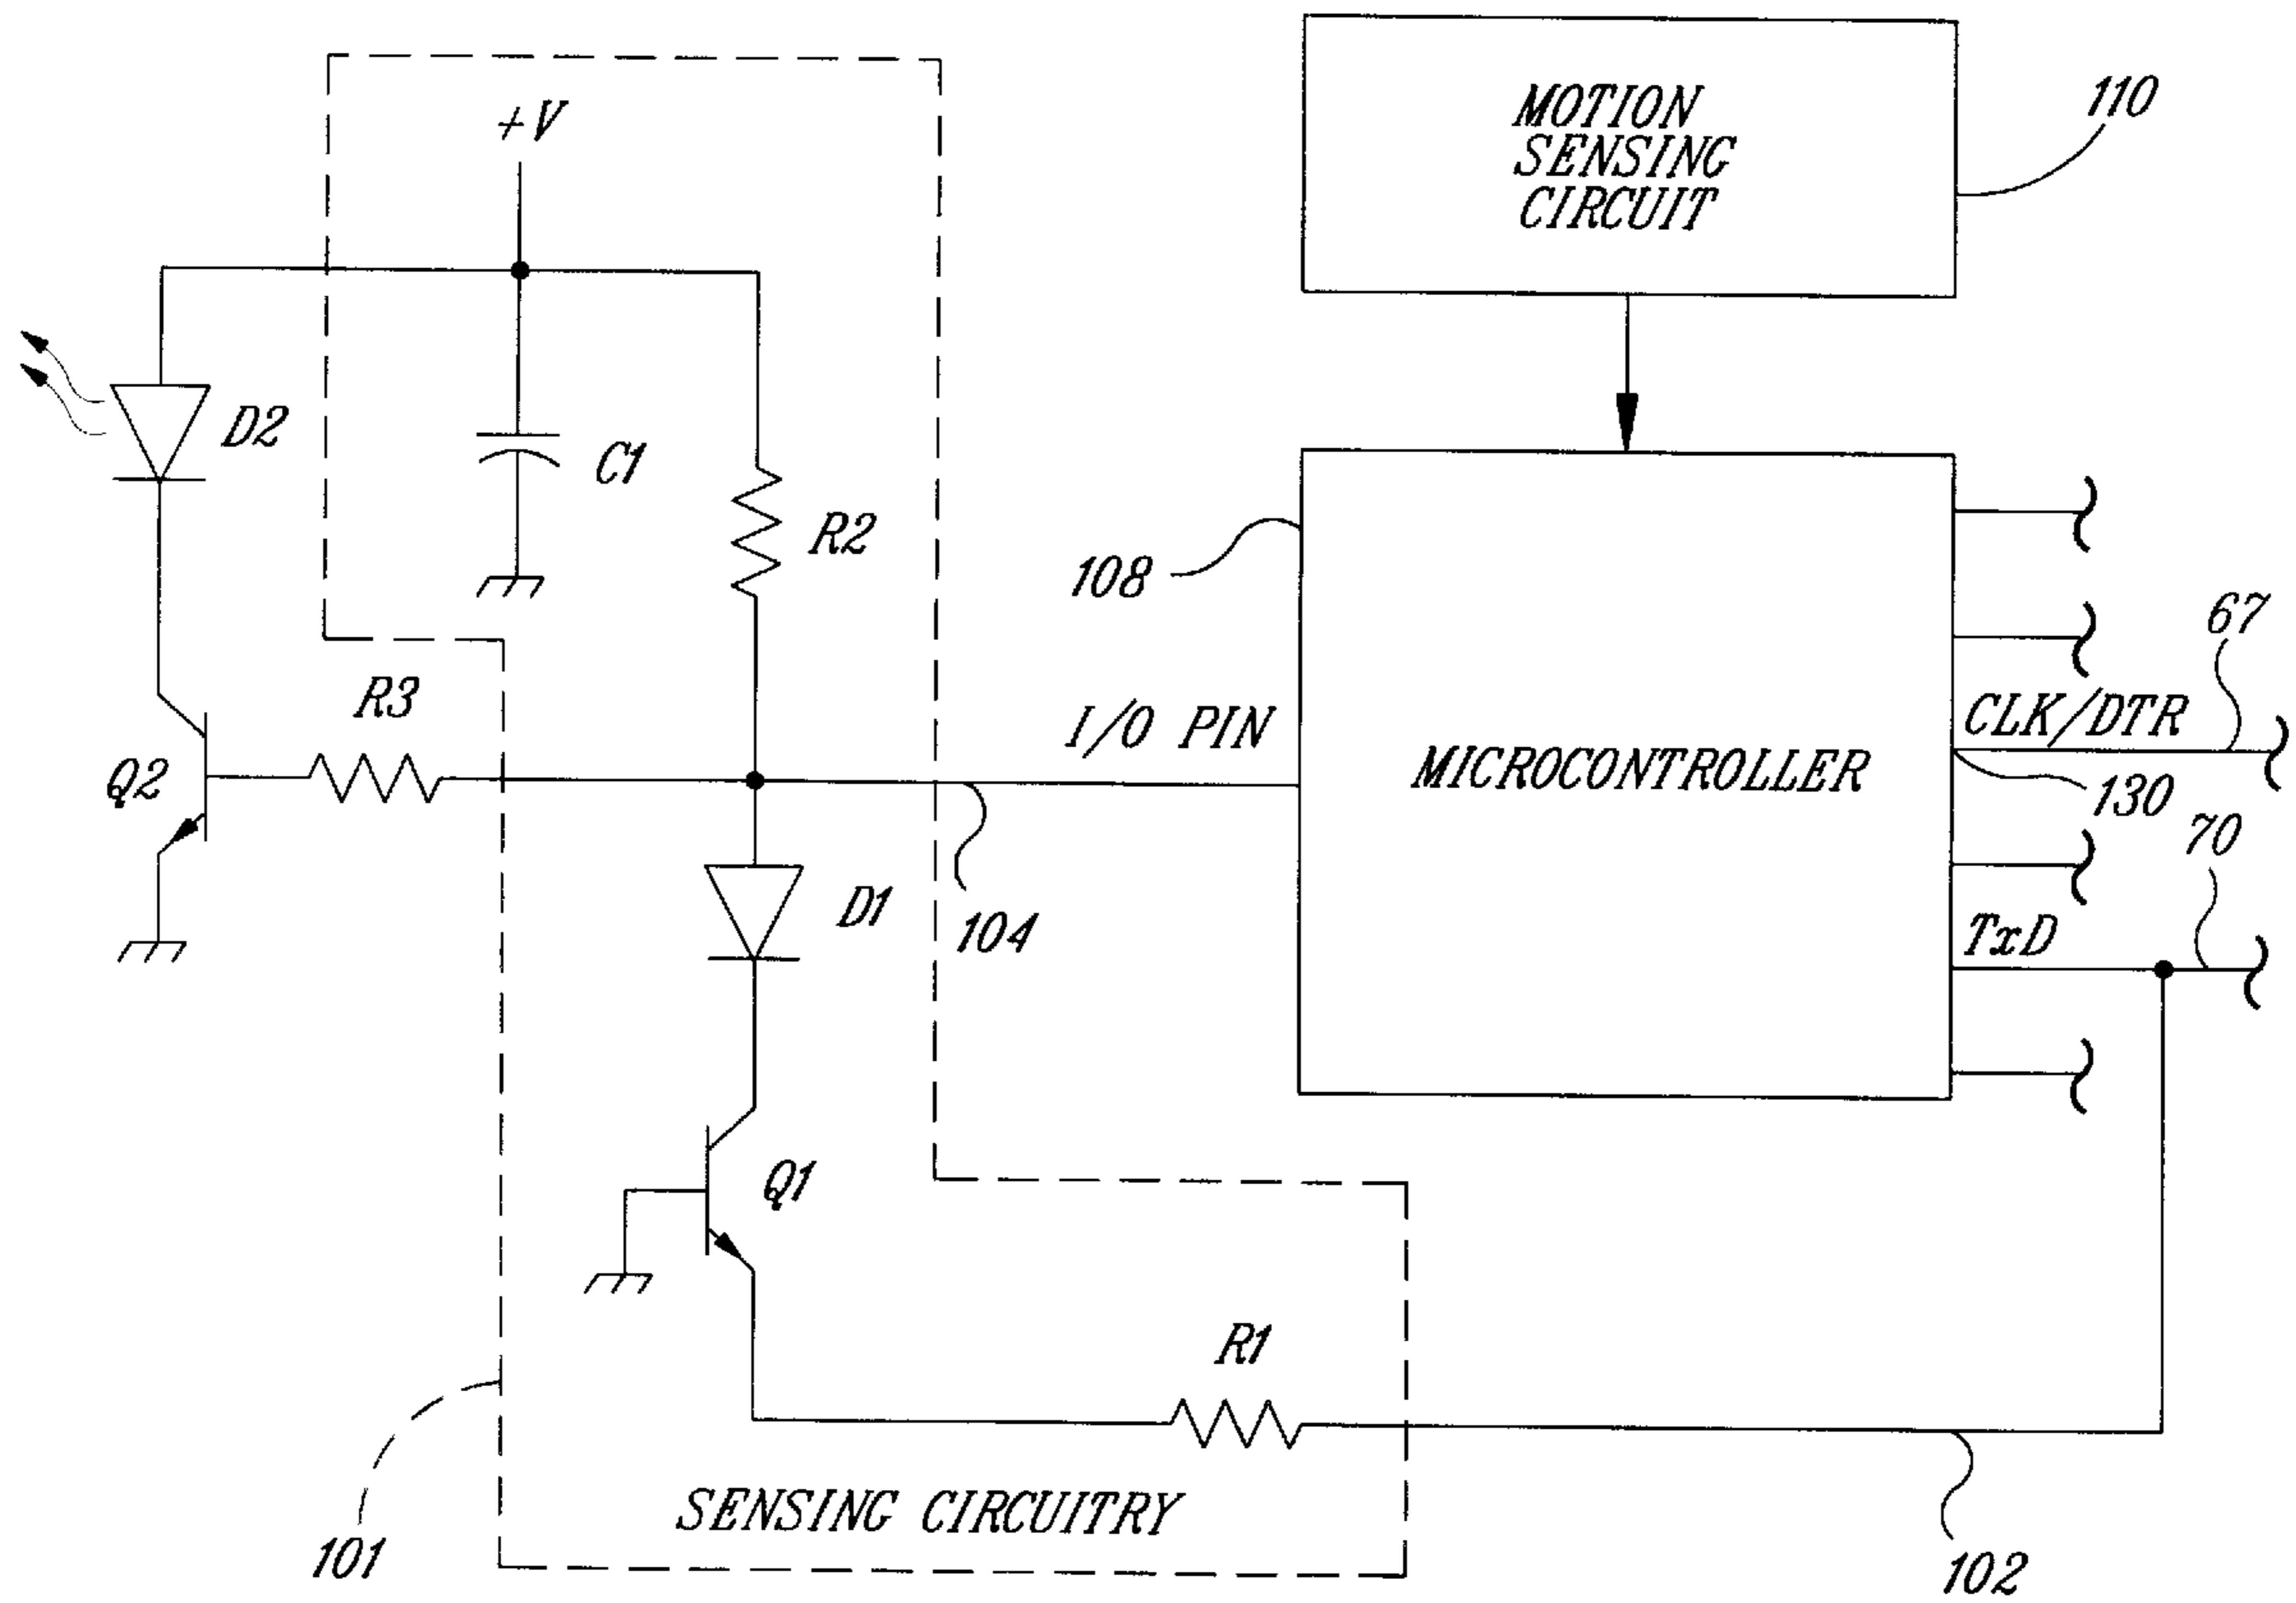 +V
MOTION
SENSING
CIRCUIT
110
D2
C1
R2
108
67
R3
I/O PIN
CLK/DTR
Q2
MICROCONTROLLER
130
70
D1
104
TxD
Q1
R1
SENSING CIRCUITRY
101
102